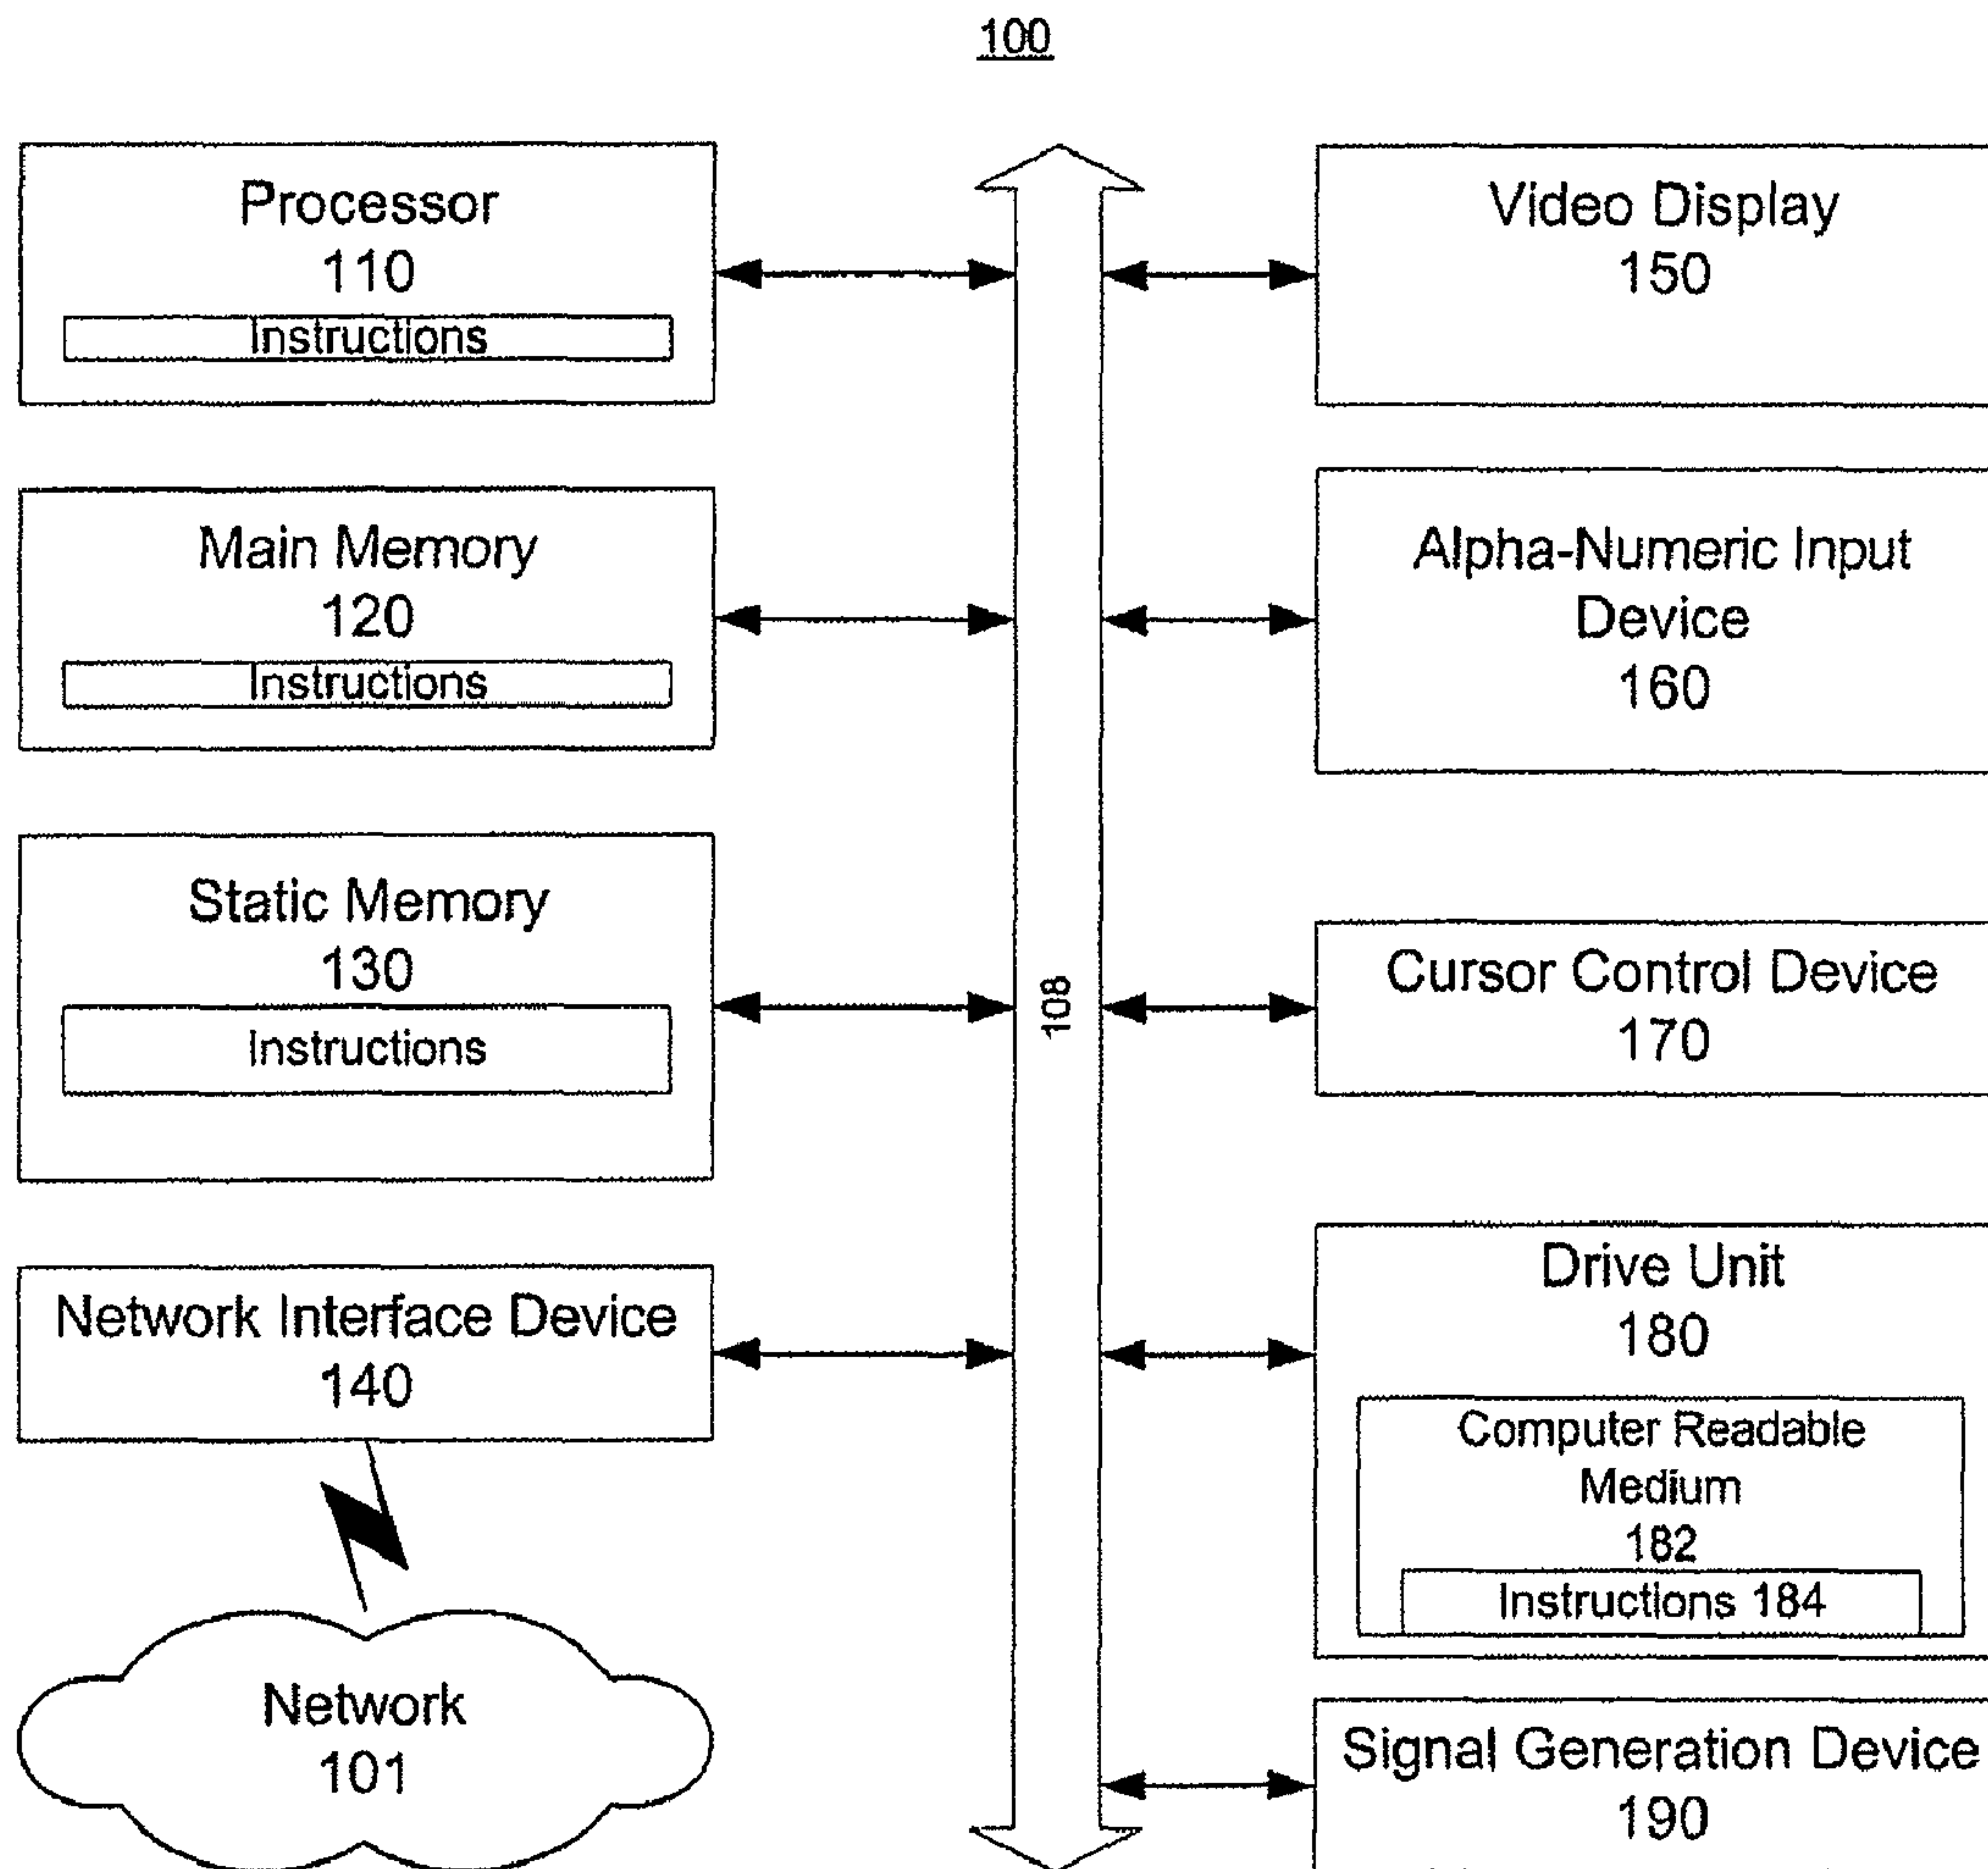 100
Processor
110
Instructions
Main Memory
120
Instructions
Static Memory
130
Instructions
Network Interface Device
140
Network
101
108
Video Display
150
Alpha-Numeric Input
Device
160
Cursor Control Device
170
Drive Unit
180
Computer Readable
Medium
182
Instructions 184
Signal Generation Device
190